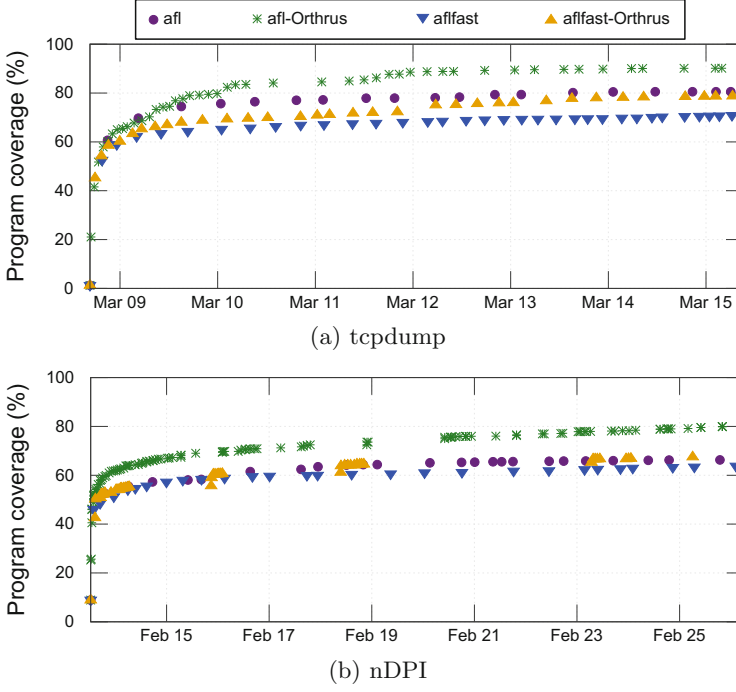 afl afl-Orthrus aflfast aflfast-Orthrus
100
80
60
40
20
0
Program coverage (%)
Mar 09 Mar 10 Mar 11 Mar 12 Mar 13 Mar 14 Mar 15
(a) tcpdump
100
80
60
40
20
0
Program coverage (%)
Feb 15 Feb 17 Feb 19 Feb 21 Feb 23 Feb 25
(b) nDPI